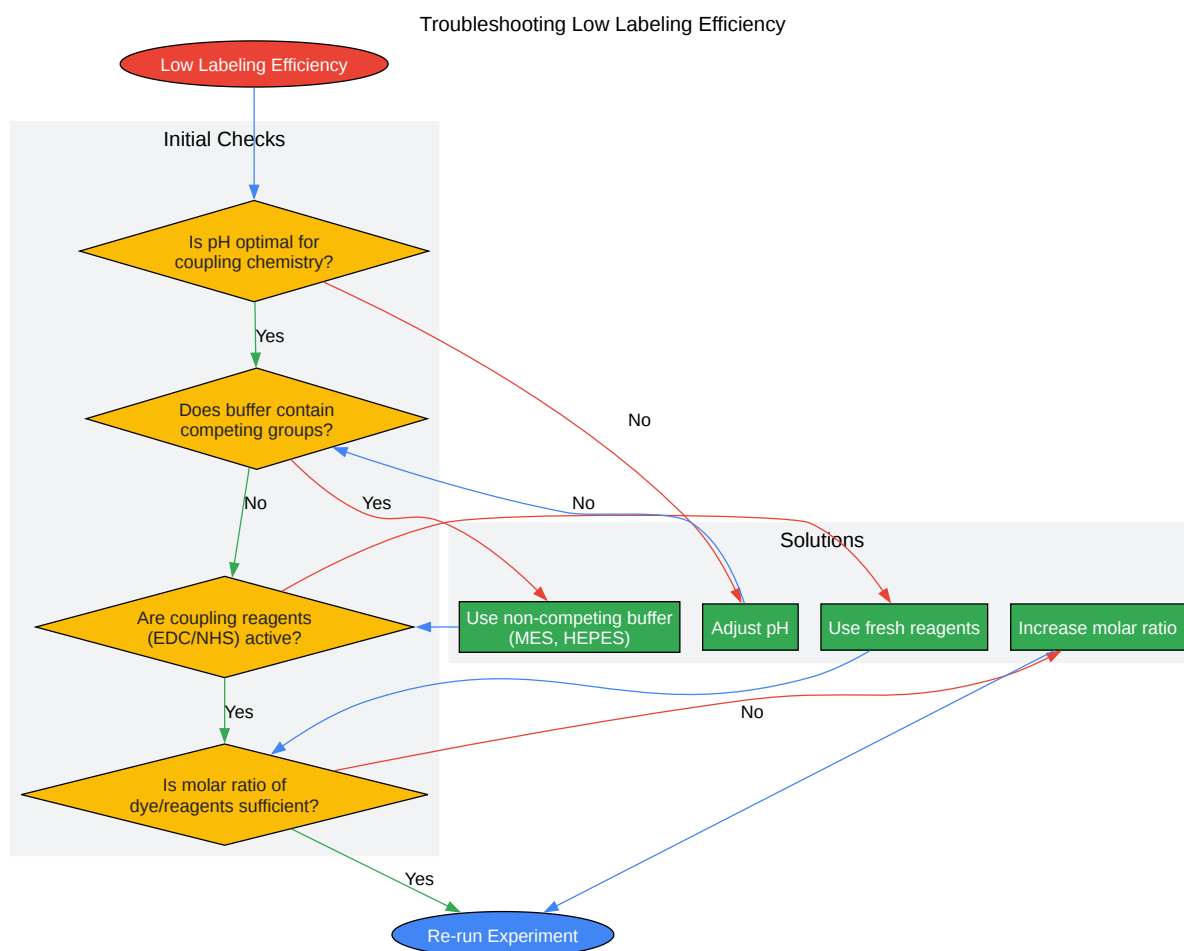 Troubleshooting Low Labeling Efficiency
Low Labeling Efficiency
Initial Checks
Is pH optimal for
coupling chemistry?
Yes
No
Does buffer contain
competing groups?
No
Yes
No
Solutions
Are coupling reagents
(EDC/NHS) active?
Use non-competing buffer
(MES, HEPES)
Adjust pH
Use fresh reagents
Increase molar ratio
Yes
No
Is molar ratio of
dye/reagents sufficient?
Yes
Re-run Experiment